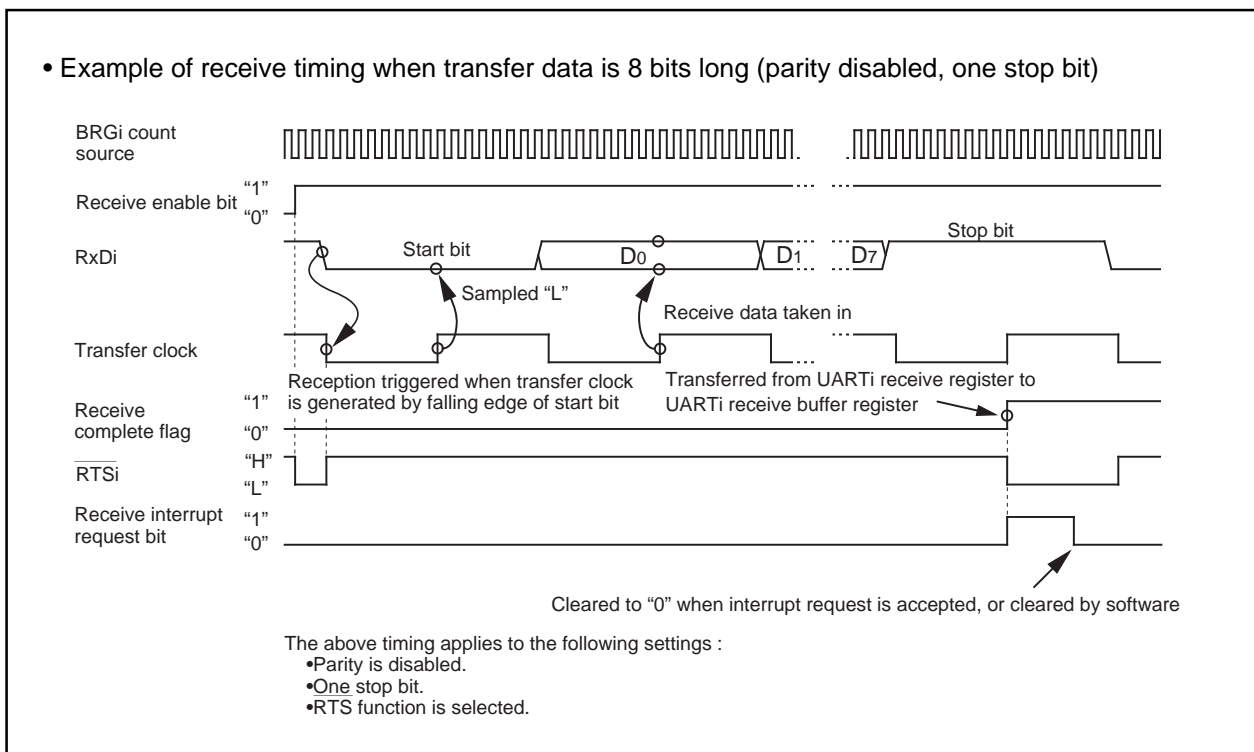 • Example of receive timing when transfer data is 8 bits long (parity disabled, one stop bit)
BRGi count
source
Receive enable bit
“1”
“0”
RxDi
Start bit
D0
D1
D7
Stop bit
Sampled “L”
Receive data taken in
Transfer clock
Reception triggered when transfer clock
is generated by falling edge of start bit
Transferred from UARTi receive register to
UARTi receive buffer register
Receive
complete flag
“1”
“0”
RTSi
“H”
“L”
Receive interrupt
request bit
“1”
“0”
Cleared to “0” when interrupt request is accepted, or cleared by software
The above timing applies to the following settings :
•Parity is disabled.
•One stop bit.
•RTS function is selected.